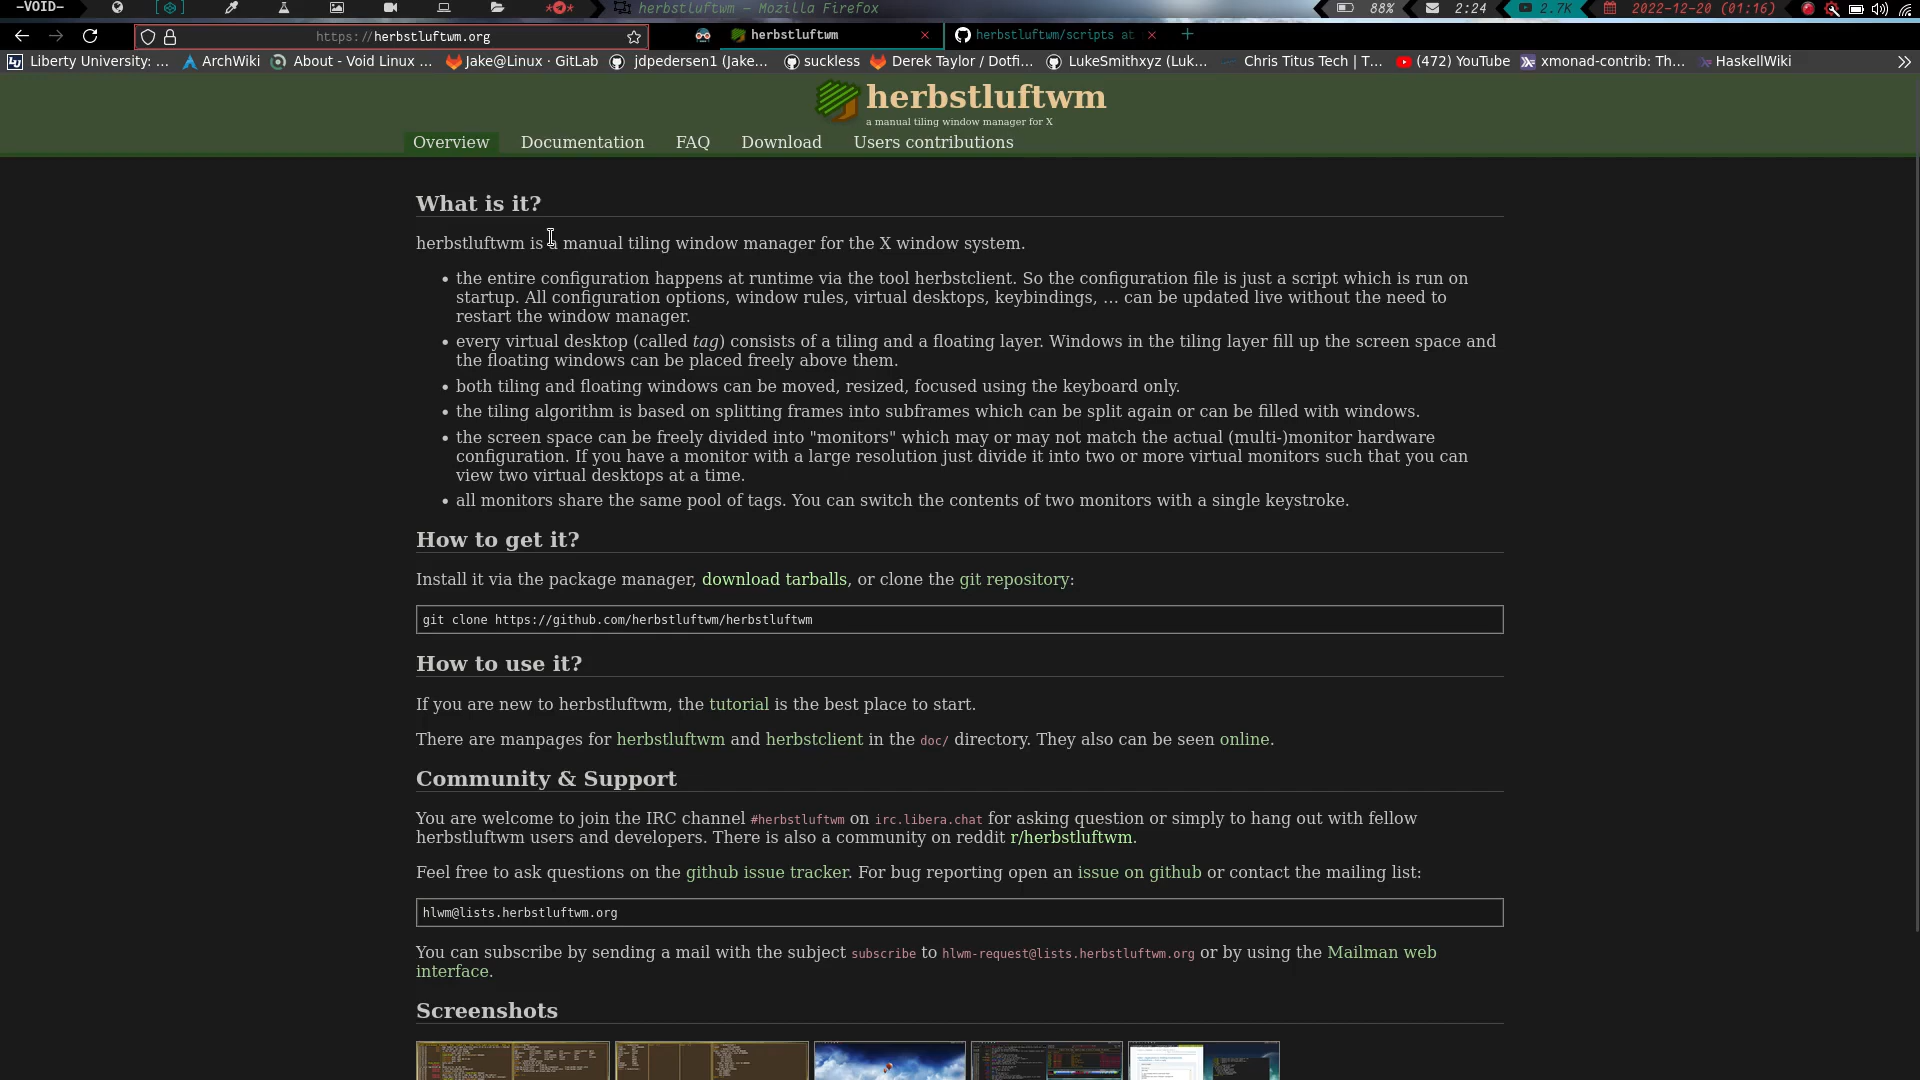 —VOID—
herbstluftwm — Mozilla Firefox
88%
2:24
2.7K
2022-12-20 (01:16)
https://herbstluftwm.org
herbstluftwm
herbstluftwm/scripts at
Liberty University: ...
ArchWiki
About - Void Linux ...
Jake@Linux · GitLab
jdpedersen1 (Jake...
suckless
Derek Taylor / Dotfi...
LukeSmithxyz (Luk...
Chris Titus Tech | T...
(472) YouTube
xmonad-contrib: Th...
HaskellWiki
herbstluftwm
a manual tiling window manager for X
Overview
Documentation
FAQ
Download
Users contributions
What is it?
herbstluftwm is a manual tiling window manager for the X window system.
• the entire configuration happens at runtime via the tool herbstclient. So the configuration file is just a script which is run on
startup. All configuration options, window rules, virtual desktops, keybindings, … can be updated live without the need to
restart the window manager.
• every virtual desktop (called tag) consists of a tiling and a floating layer. Windows in the tiling layer fill up the screen space and
the floating windows can be placed freely above them.
• both tiling and floating windows can be moved, resized, focused using the keyboard only.
• the tiling algorithm is based on splitting frames into subframes which can be split again or can be filled with windows.
• the screen space can be freely divided into "monitors" which may or may not match the actual (multi-)monitor hardware
configuration. If you have a monitor with a large resolution just divide it into two or more virtual monitors such that you can
view two virtual desktops at a time.
• all monitors share the same pool of tags. You can switch the contents of two monitors with a single keystroke.
How to get it?
Install it via the package manager, download tarballs, or clone the git repository:
git clone https://github.com/herbstluftwm/herbstluftwm
How to use it?
If you are new to herbstluftwm, the tutorial is the best place to start.
There are manpages for herbstluftwm and herbstclient in the doc/ directory. They also can be seen online.
Community & Support
You are welcome to join the IRC channel #herbstluftwm on irc.libera.chat for asking question or simply to hang out with fellow
herbstluftwm users and developers. There is also a community on reddit r/herbstluftwm.
Feel free to ask questions on the github issue tracker. For bug reporting open an issue on github or contact the mailing list:
hlwm@lists.herbstluftwm.org
You can subscribe by sending a mail with the subject subscribe to hlwm-request@lists.herbstluftwm.org or by using the Mailman web
interface.
Screenshots